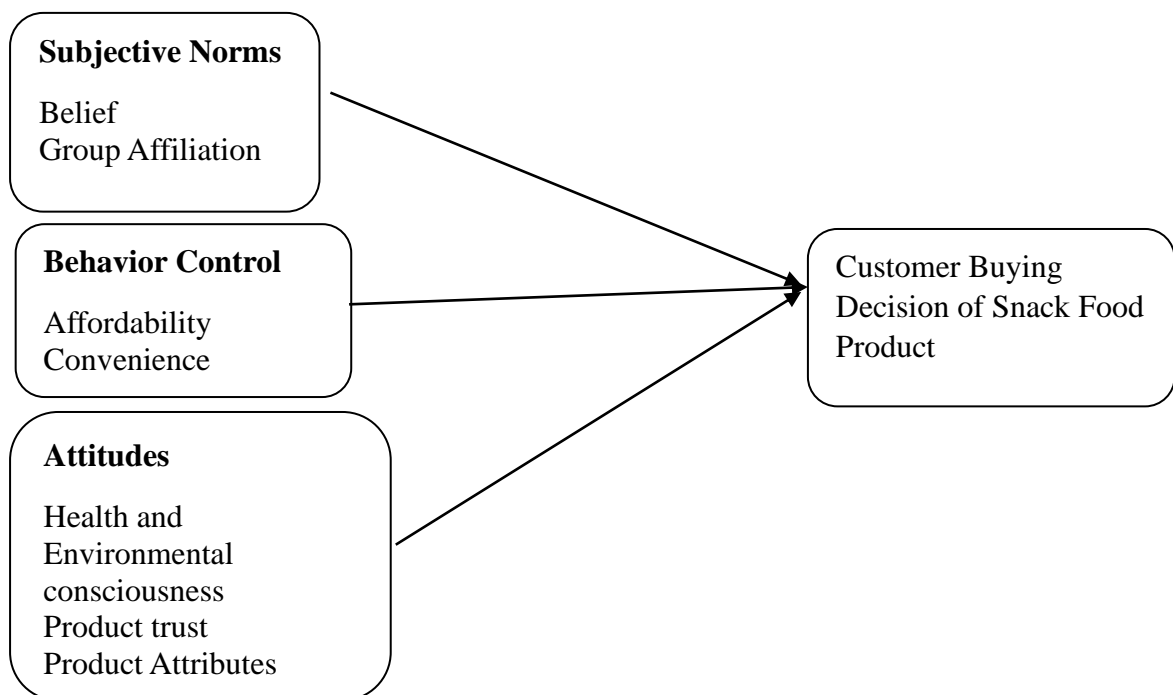 Subjective Norms
Belief
Group Affiliation
Behavior Control
Affordability
Convenience
Attitudes
Health and
Environmental
consciousness
Product trust
Product Attributes
Customer Buying
Decision of Snack Food
Product